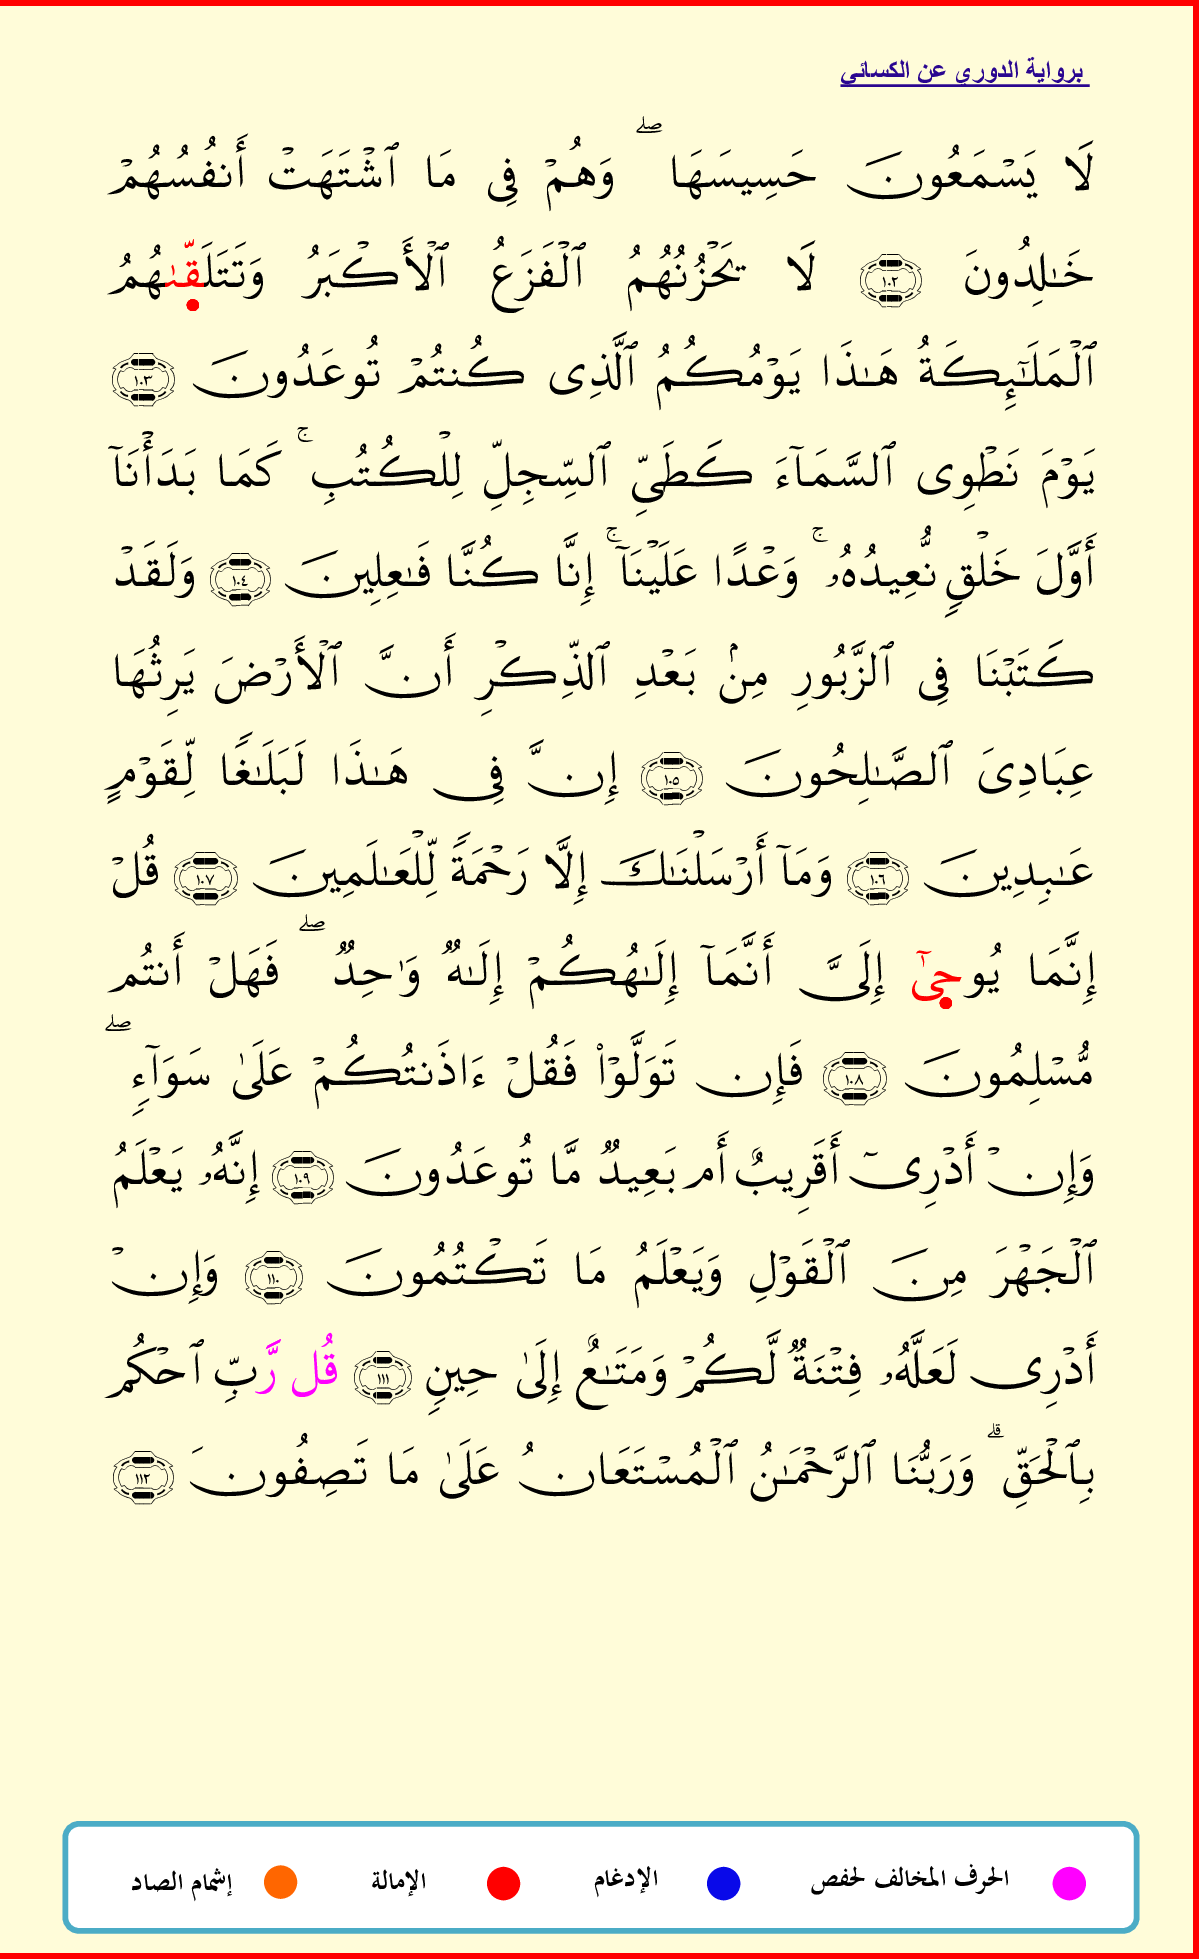 برواية الدوري عن الكسائي
لَا يَسْمَعُونَ حَسِيسَهَا ۖ وَهُمْ فِي مَا ٱشْتَهَتْ أَنفُسُهُمْ
خَـٰلِدُونَ ١٠٢ لَا يَحْزُنُهُمُ ٱلْفَزَعُ ٱلْأَكْبَرُ وَتَتَلَقَّىٰهُمُ
ٱلْمَلَـٰٓئِكَةُ هَـٰذَا يَوْمُكُمُ ٱلَّذِى كُنتُمْ تُوعَدُونَ ١٠٣
يَوْمَ نَطْوِى ٱلسَّمَآءَ كَطَىِّ ٱلسِّجِلِّ لِلْكُتُبِ ۚ كَمَا بَدَأْنَآ
أَوَّلَ خَلْقٍ نُّعِيدُهُۥ ۚ وَعْدًا عَلَيْنَآ ۚ إِنَّا كُنَّا فَـٰعِلِينَ ١٠٤ وَلَقَدْ
كَتَبْنَا فِى ٱلزَّبُورِ مِنۢ بَعْدِ ٱلذِّكْرِ أَنَّ ٱلْأَرْضَ يَرِثُهَا
عِبَادِىَ ٱلصَّـٰلِحُونَ ١٠٥ إِنَّ فِى هَـٰذَا لَبَلَـٰغًا لِّقَوْمٍ
عَـٰبِدِينَ ١٠٦ وَمَآ أَرْسَلْنَـٰكَ إِلَّا رَحْمَةً لِّلْعَـٰلَمِينَ ١٠٧ قُلْ
إِنَّمَا يُوحِىٰٓ إِلَىَّ أَنَّمَآ إِلَـٰهُكُمْ إِلَـٰهٌ وَٰحِدٌ ۖ فَهَلْ أَنتُم
مُّسْلِمُونَ ١٠٨ فَإِن تَوَلَّوْا۟ فَقُلْ ءَاذَنتُكُمْ عَلَىٰ سَوَآءٍ ۖ
وَإِنْ أَدْرِىٓ أَقَرِيبٌ أَم بَعِيدٌ مَّا تُوعَدُونَ ١٠٩ إِنَّهُۥ يَعْلَمُ
ٱلْجَهْرَ مِنَ ٱلْقَوْلِ وَيَعْلَمُ مَا تَكْتُمُونَ ١١٠ وَإِنْ
أَدْرِى لَعَلَّهُۥ فِتْنَةٌ لَّكُمْ وَمَتَـٰعٌ إِلَىٰ حِينٍ ١١١ قُل رَّبِّ ٱحْكُم
بِٱلْحَقِّ ۗ وَرَبُّنَا ٱلرَّحْمَـٰنُ ٱلْمُسْتَعَانُ عَلَىٰ مَا تَصِفُونَ ١١٢
الحرف المخالف لحفص الإدغام الإمالة إشمام الصاد